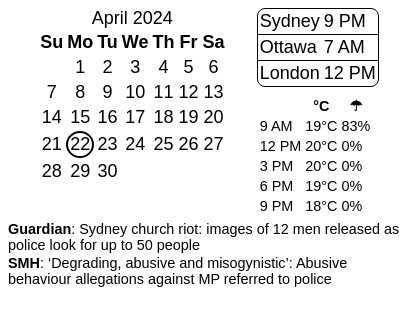 April 2024
Su Mo Tu We Th Fr Sa
1 2 3 4 5 6
7 8 9 10 11 12 13
14 15 16 17 18 19 20
21 22 23 24 25 26 27
28 29 30
Sydney 9 PM
Ottawa 7 AM
London 12 PM
°C ☂
9 AM 19°C 83%
12 PM 20°C 0%
3 PM 20°C 0%
6 PM 19°C 0%
9 PM 18°C 0%
Guardian: Sydney church riot: images of 12 men released as
police look for up to 50 people
SMH: ‘Degrading, abusive and misogynistic’: Abusive
behaviour allegations against MP referred to police